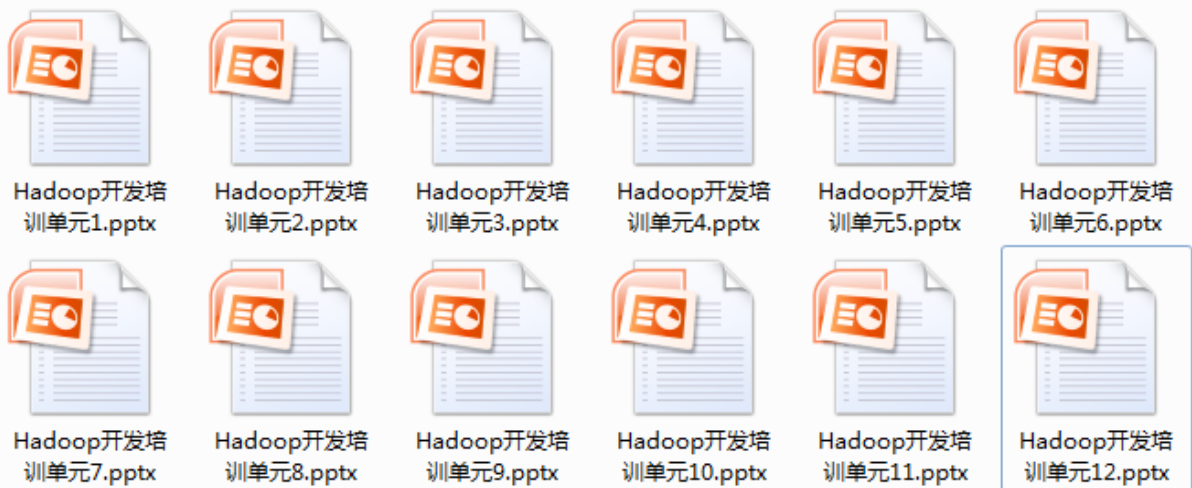 Hadoop开发培
训单元1.pptx
Hadoop开发培
训单元2.pptx
Hadoop开发培
训单元3.pptx
Hadoop开发培
训单元4.pptx
Hadoop开发培
训单元5.pptx
Hadoop开发培
训单元6.pptx
Hadoop开发培
训单元7.pptx
Hadoop开发培
训单元8.pptx
Hadoop开发培
训单元9.pptx
Hadoop开发培
训单元10.pptx
Hadoop开发培
训单元11.pptx
Hadoop开发培
训单元12.pptx